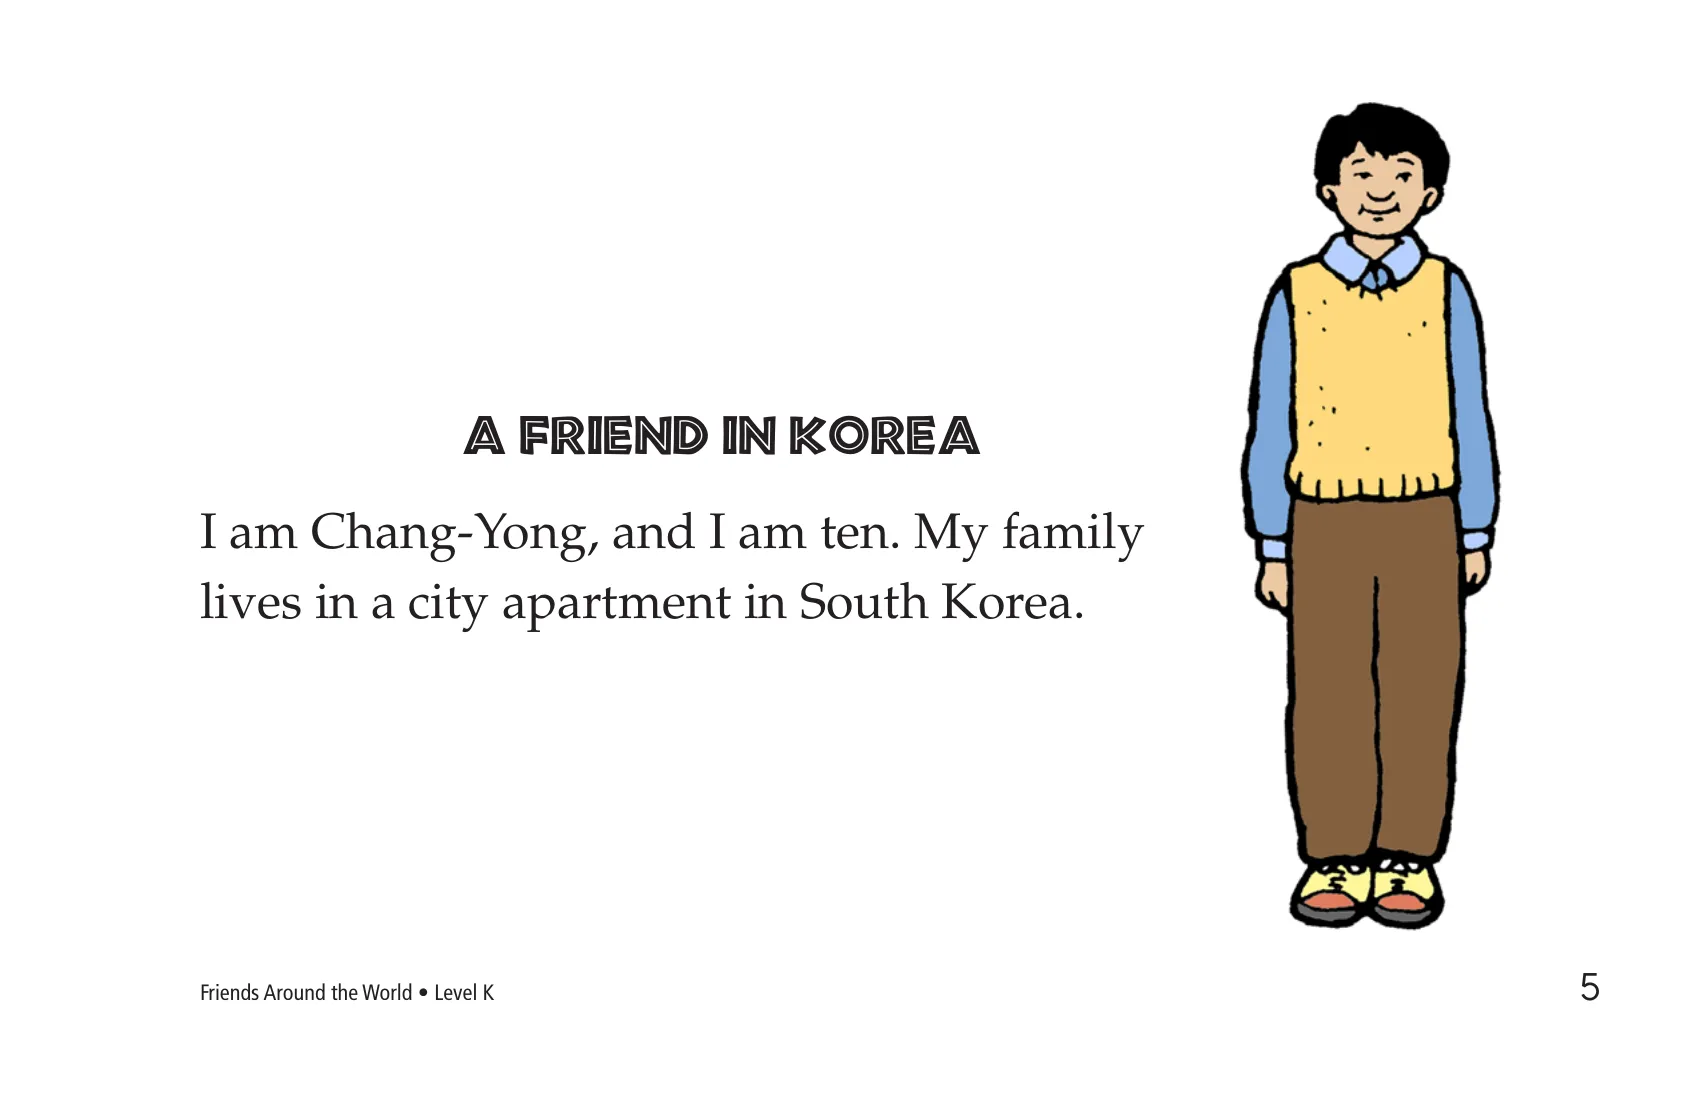 A FRIEND IN KOREA
I am Chang-Yong, and I am ten. My family
lives in a city apartment in South Korea.
Friends Around the World • Level K
5